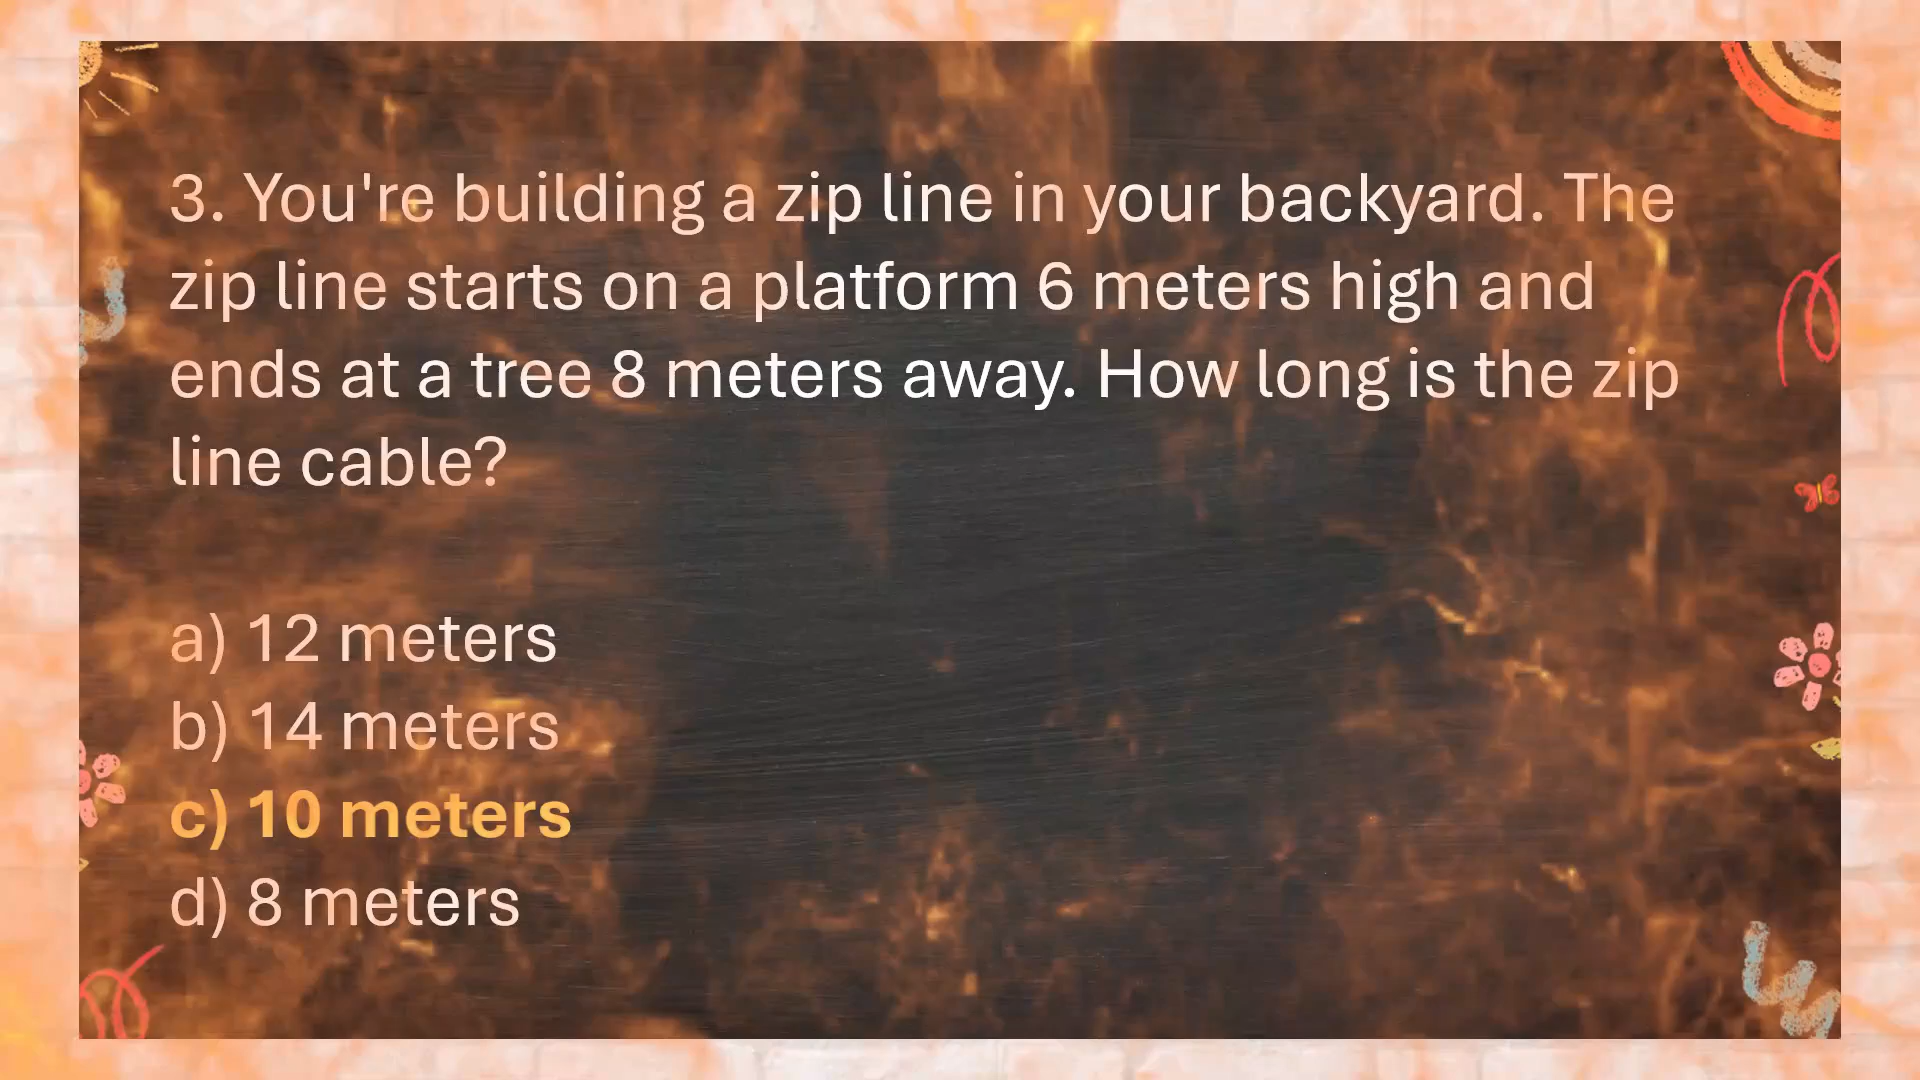 3. You're building a zip line in your backyard. The
zip line starts on a platform 6 meters high and
ends at a tree 8 meters away. How long is the zip
line cable?
a) 12 meters
b) 14 meters
c) 10 meters
d) 8 meters